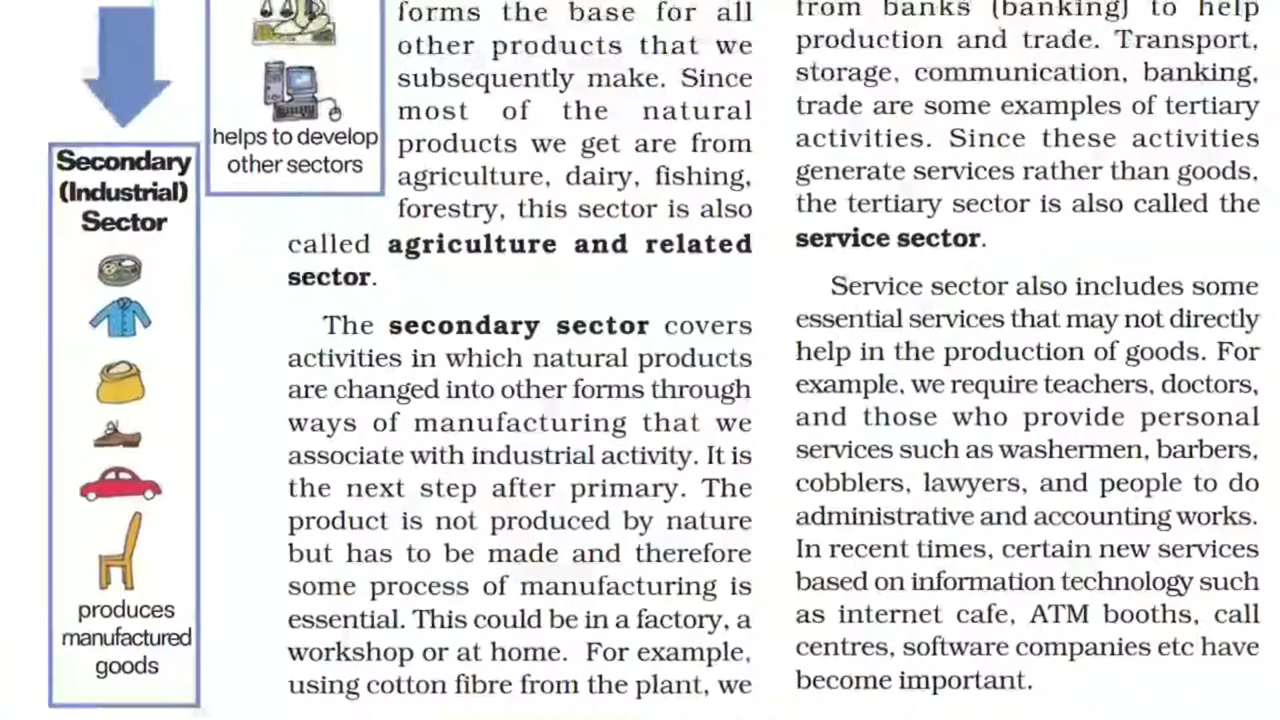 Secondary
(Industrial)
Sector
produces
manufactured
goods
helps to develop
other sectors
forms the base for all
other products that we
subsequently make. Since
most of the natural
products we get are from
agriculture, dairy, fishing,
forestry, this sector is also
called agriculture and related
sector.
The secondary sector covers
activities in which natural products
are changed into other forms through
ways of manufacturing that we
associate with industrial activity. It is
the next step after primary. The
product is not produced by nature
but has to be made and therefore
some process of manufacturing is
essential. This could be in a factory, a
workshop or at home. For example,
using cotton fibre from the plant, we
from banks (banking) to help
production and trade. Transport,
storage, communication, banking,
trade are some examples of tertiary
activities. Since these activities
generate services rather than goods,
the tertiary sector is also called the
service sector.
Service sector also includes some
essential services that may not directly
help in the production of goods. For
example, we require teachers, doctors,
and those who provide personal
services such as washermen, barbers,
cobblers, lawyers, and people to do
administrative and accounting works.
In recent times, certain new services
based on information technology such
as internet cafe, ATM booths, call
centres, software companies etc have
become important.